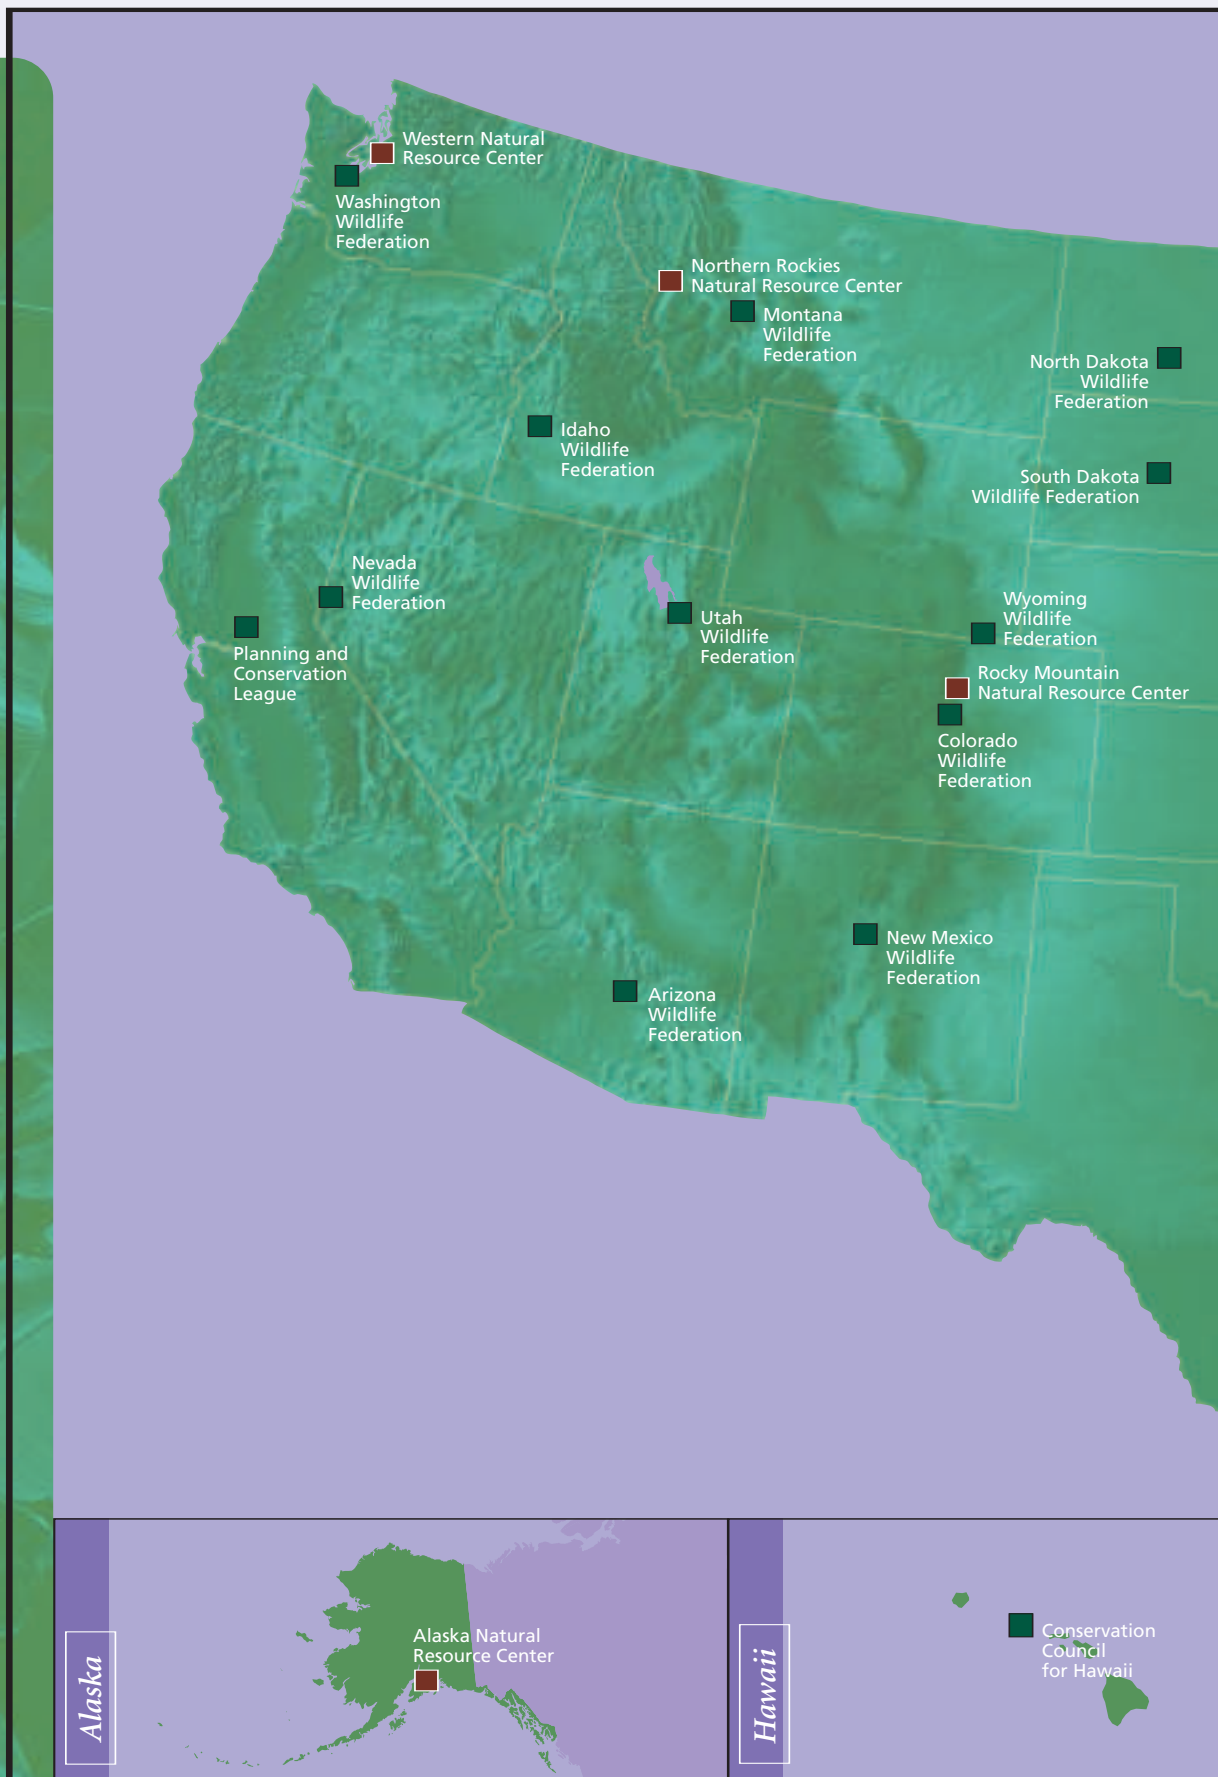 Western Natural
Resource Center
Washington
Wildlife
Federation
Northern Rockies
Natural Resource Center
Montana
Wildlife
Federation
North Dakota
Wildlife
Federation
Idaho
Wildlife
Federation
South Dakota
Wildlife Federation
Nevada
Wildlife
Federation
Planning and
Conservation
League
Utah
Wildlife
Federation
Wyoming
Wildlife
Federation
Rocky Mountain
Natural Resource Center
Colorado
Wildlife
Federation
New Mexico
Wildlife
Federation
Arizona
Wildlife
Federation
Alaska
Alaska Natural
Resource Center
Hawaii
Conservation
Council
for Hawaii